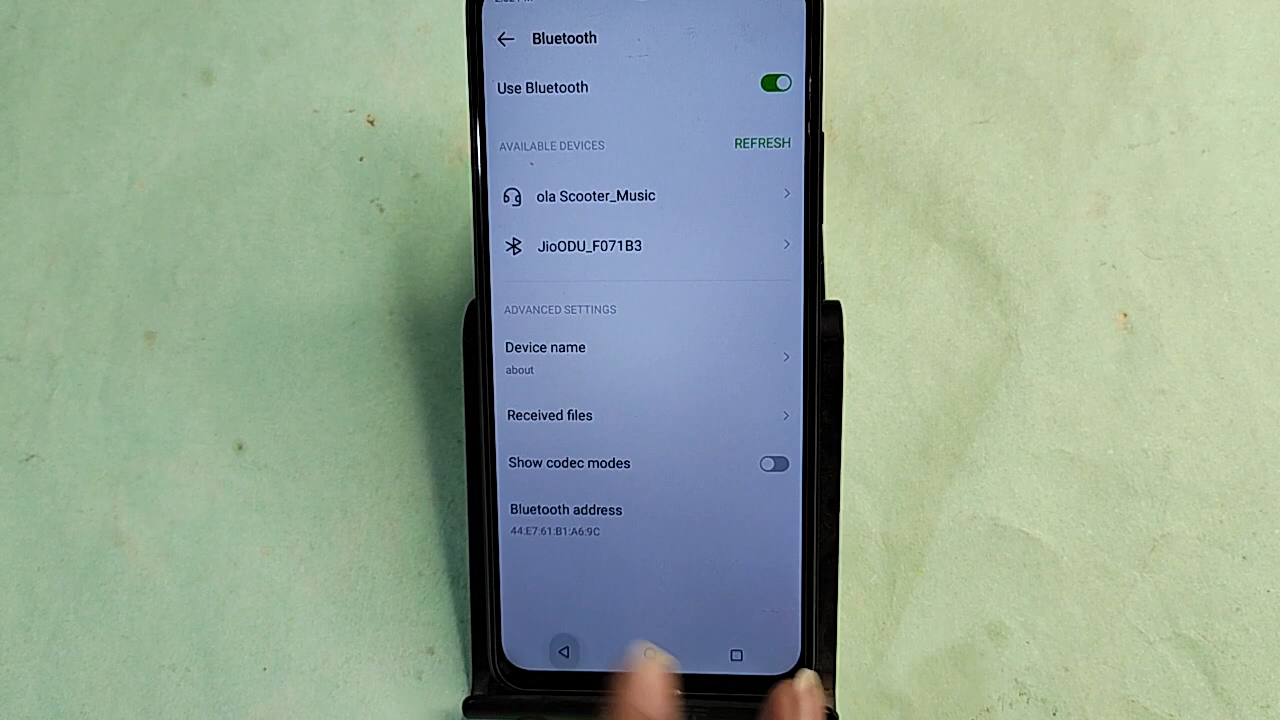 Bluetooth
Use Bluetooth
AVAILABLE DEVICES REFRESH
ola Scooter_Music
JioODU_F071B3
ADVANCED SETTINGS
Device name
about
Received files
Show codec modes
Bluetooth address
44:E7:61:B1:A6:9C